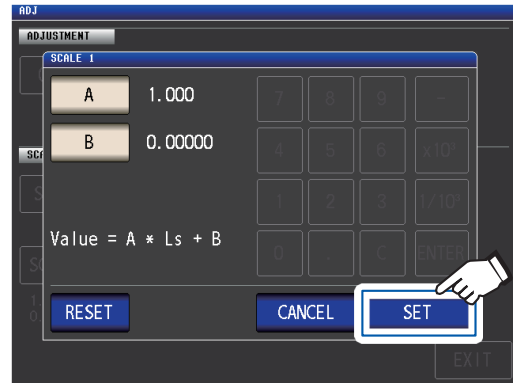 ADJ
ADJUSTMENT
SCALE 1
A 1.000 7 8 9 -
B 0.00000 4 5 6 x10³
1 2 3 1/10³
Value = A * Ls + B 0 . C ENTER
RESET CANCEL SET
EXIT